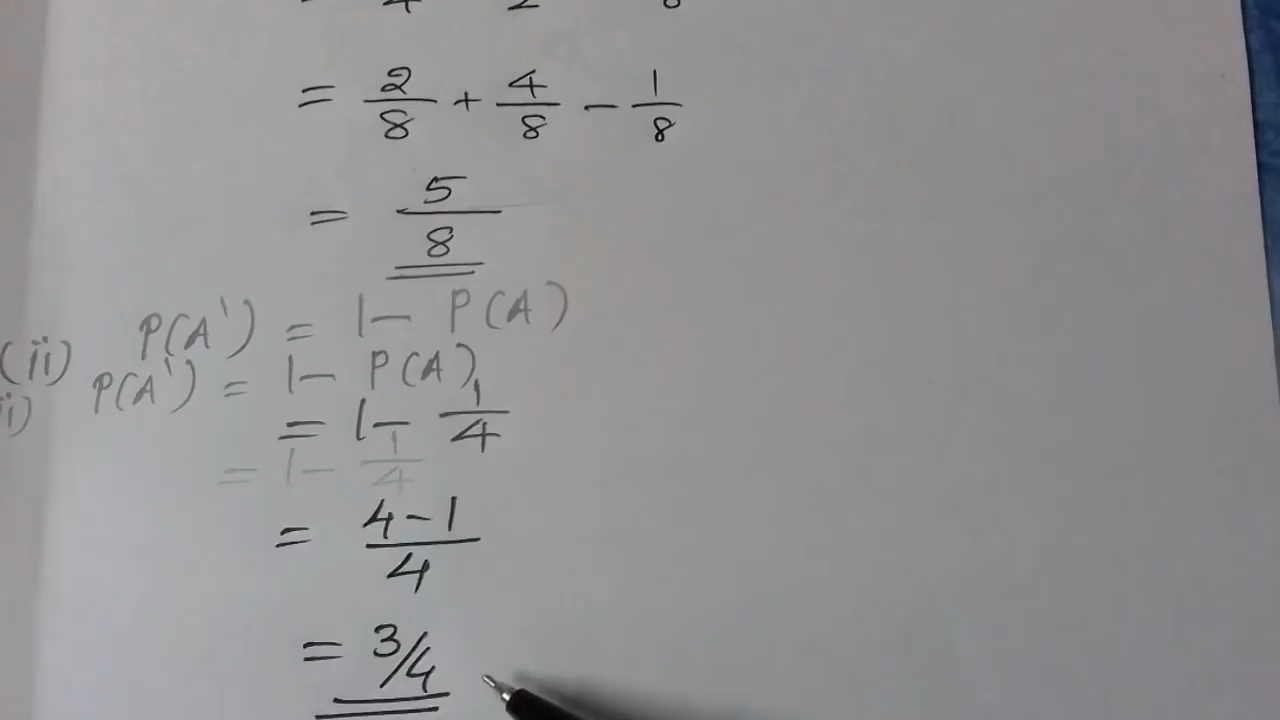 = 2/8 + 4/8 - 1/8
= 5/8
(ii) P(A') = 1 - P(A)
ii) P(A') = 1 - P(A)
= 1 - 1/4
= 1 - 1/4
= 4-1/4
= 3/4